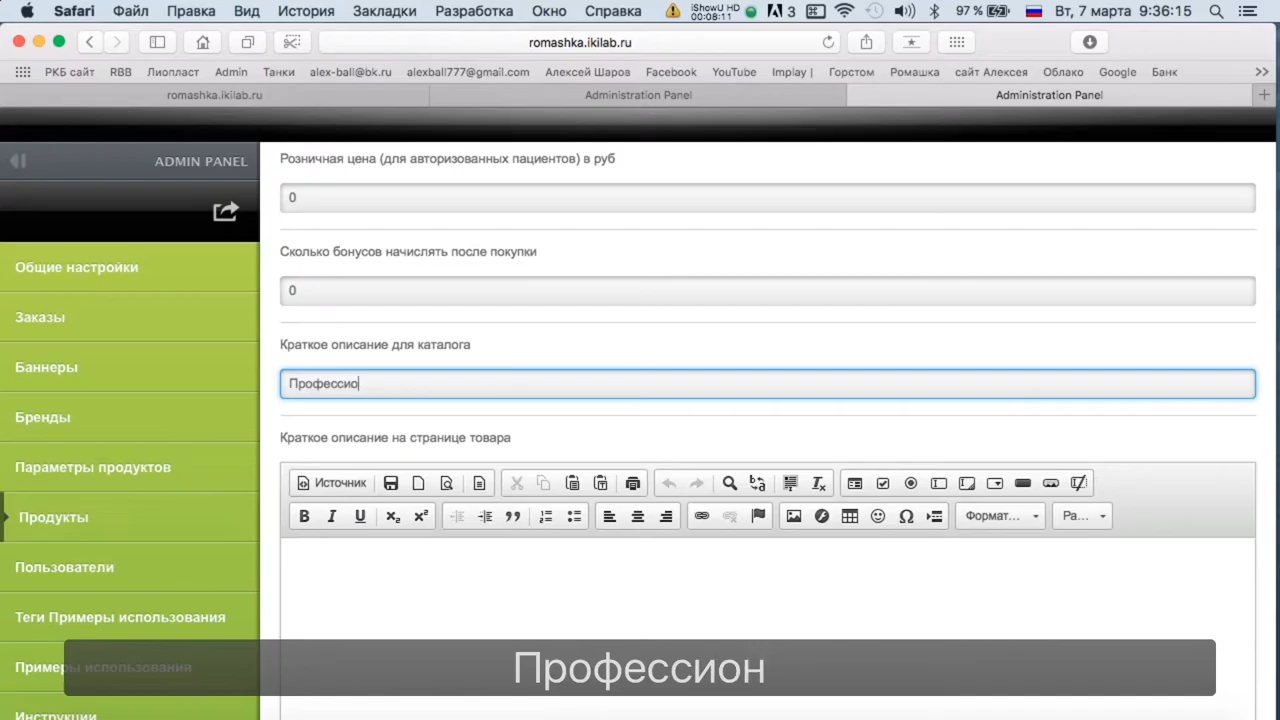 Safari Файл Правка Вид История Закладки Разработка Окно Справка iShowU HD 00:08:11 3 97 % Вт, 7 марта 9:36:15
romashka.ikilab.ru
РКБ сайт RBB Лиопласт Admin Танки alex-ball@bk.ru alexball777@gmail.com Алексей Шаров Facebook YouTube Implay | Горстом Ромашка сайт Алексея Облако Google Банк >>
romashka.ikilab.ru Administration Panel Administration Panel
ADMIN PANEL
Общие настройки
Заказы
Баннеры
Бренды
Параметры продуктов
Продукты
Пользователи
Теги Примеры использования
Примеры использования
Инструкции
Розничная цена (для авторизованных пациентов) в руб
0
Сколько бонусов начислять после покупки
0
Краткое описание для каталога
Профессио
Краткое описание на странице товара
Источник
Формат...
Ра...
Профессион